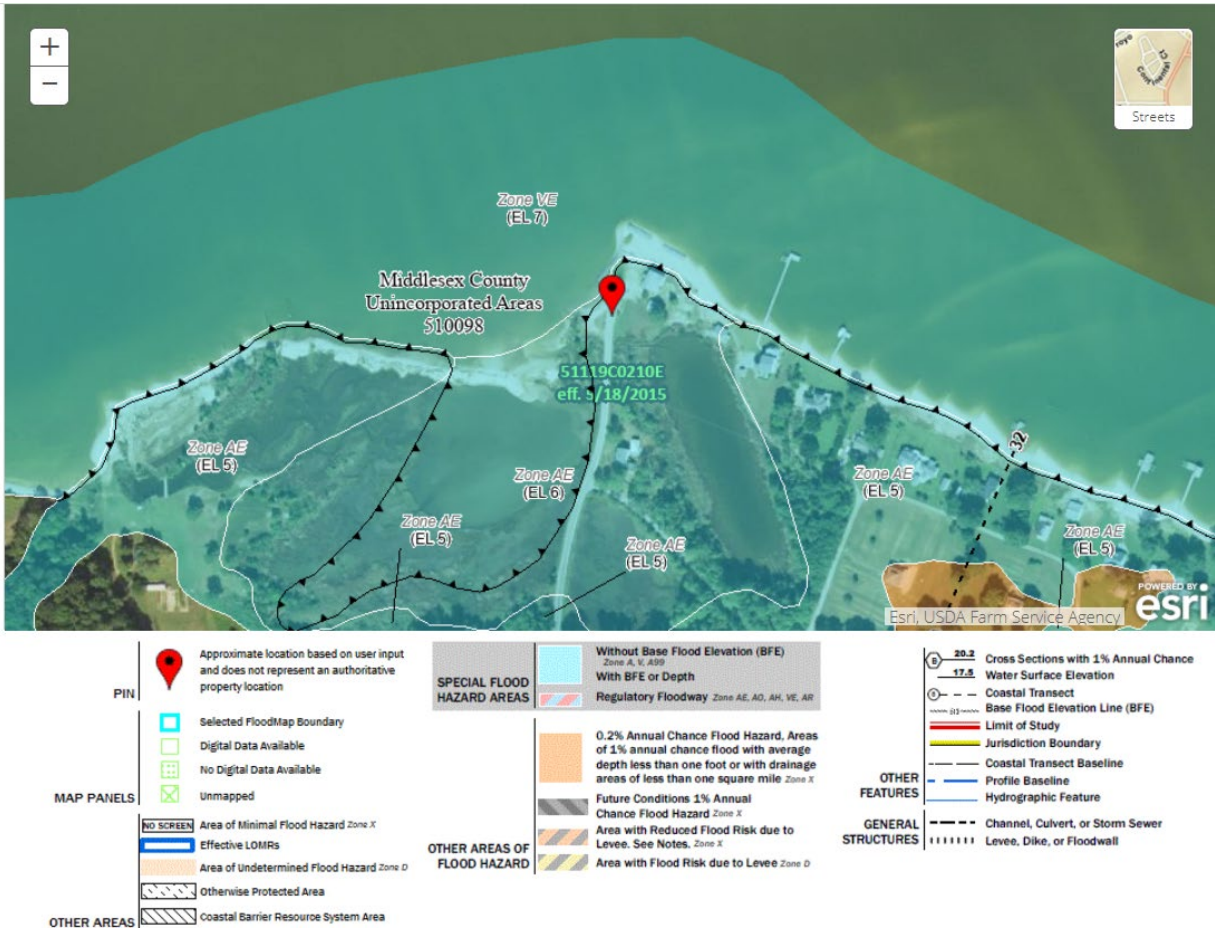 +
−
royo
Continental Ct
Streets
Zone VE
(EL 7)
Middlesex County
Unincorporated Areas
510098
51119C0210E
eff. 5/18/2015
Zone AE
(EL 5)
Zone AE
(EL 6)
Zone AE
(EL 5)
Zone AE
(EL 5)
Zone AE
(EL 5)
32
Zone AE
(EL 5)
Esri, USDA Farm Service Agency
POWERED BY
esri
PIN
Approximate location based on user input
and does not represent an authoritative
property location
MAP PANELS
Selected FloodMap Boundary
Digital Data Available
No Digital Data Available
Unmapped
OTHER AREAS
NO SCREEN Area of Minimal Flood Hazard Zone X
Effective LOMRs
Area of Undetermined Flood Hazard Zone D
Otherwise Protected Area
Coastal Barrier Resource System Area
SPECIAL FLOOD
HAZARD AREAS
Without Base Flood Elevation (BFE)
Zone A, V, A99
With BFE or Depth
Regulatory Floodway Zone AE, AO, AH, VE, AR
OTHER AREAS OF
FLOOD HAZARD
0.2% Annual Chance Flood Hazard, Areas
of 1% annual chance flood with average
depth less than one foot or with drainage
areas of less than one square mile Zone X
Future Conditions 1% Annual
Chance Flood Hazard Zone X
Area with Reduced Flood Risk due to
Levee. See Notes. Zone X
Area with Flood Risk due to Levee Zone D
OTHER
FEATURES
B 20.2 Cross Sections with 1% Annual Chance
17.5 Water Surface Elevation
8 Coastal Transect
Base Flood Elevation Line (BFE)
Limit of Study
Jurisdiction Boundary
Coastal Transect Baseline
Profile Baseline
Hydrographic Feature
GENERAL
STRUCTURES
Channel, Culvert, or Storm Sewer
Levee, Dike, or Floodwall